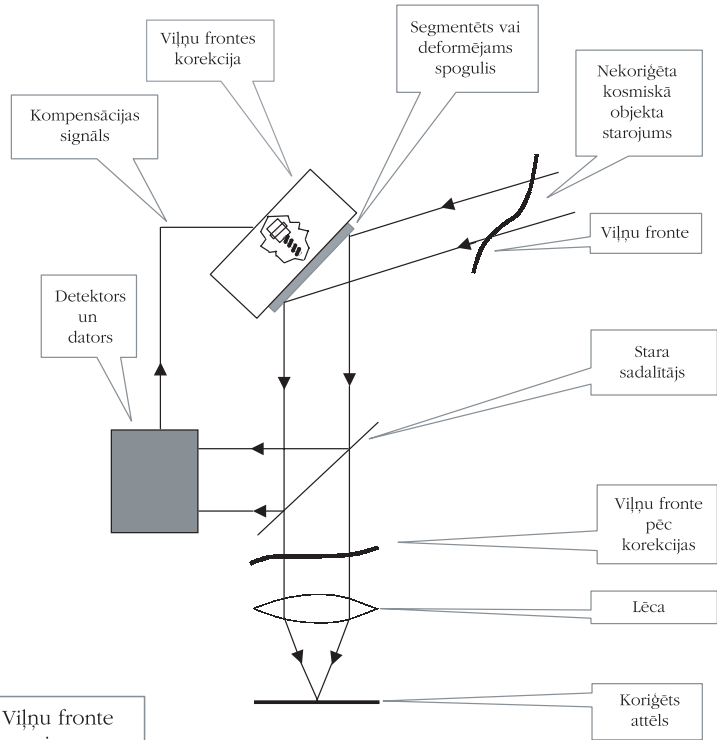 Viļņu frontes
korekcija
Segmentēts vai
deformējams
spogulis
Nekoriģēta
kosmiskā
objekta
starojums
Kompensācijas
signāls
Viļņu fronte
Detektors
un
dators
Stara
sadalītājs
Viļņu fronte
pēc
korekcijas
Lēca
Koriģēts
attēls
Viļņu fronte